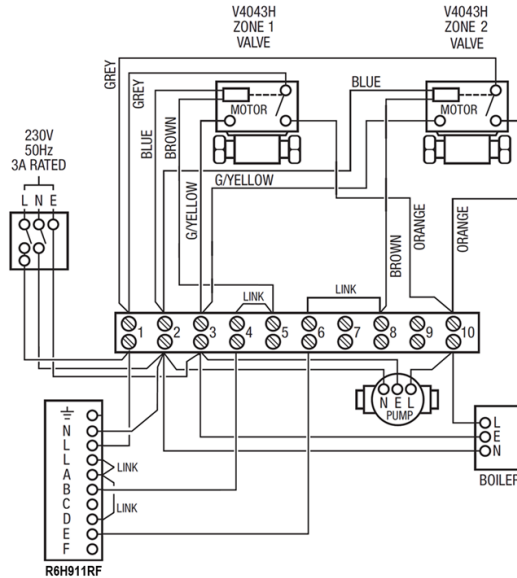 V4043H
ZONE 1
VALVE
V4043H
ZONE 2
VALVE
GREY
GREY
BLUE
BROWN
MOTOR
BLUE
MOTOR
230V
50Hz
3A RATED
L N E
G/YELLOW
G/YELLOW
BROWN
ORANGE
ORANGE
LINK
LINK
1 2 3 4 5 6 7 8 9 10
N E L
PUMP
L
E
N
BOILER
N
L
L
A
B
C
D
E
F
LINK
LINK
R6H911RF